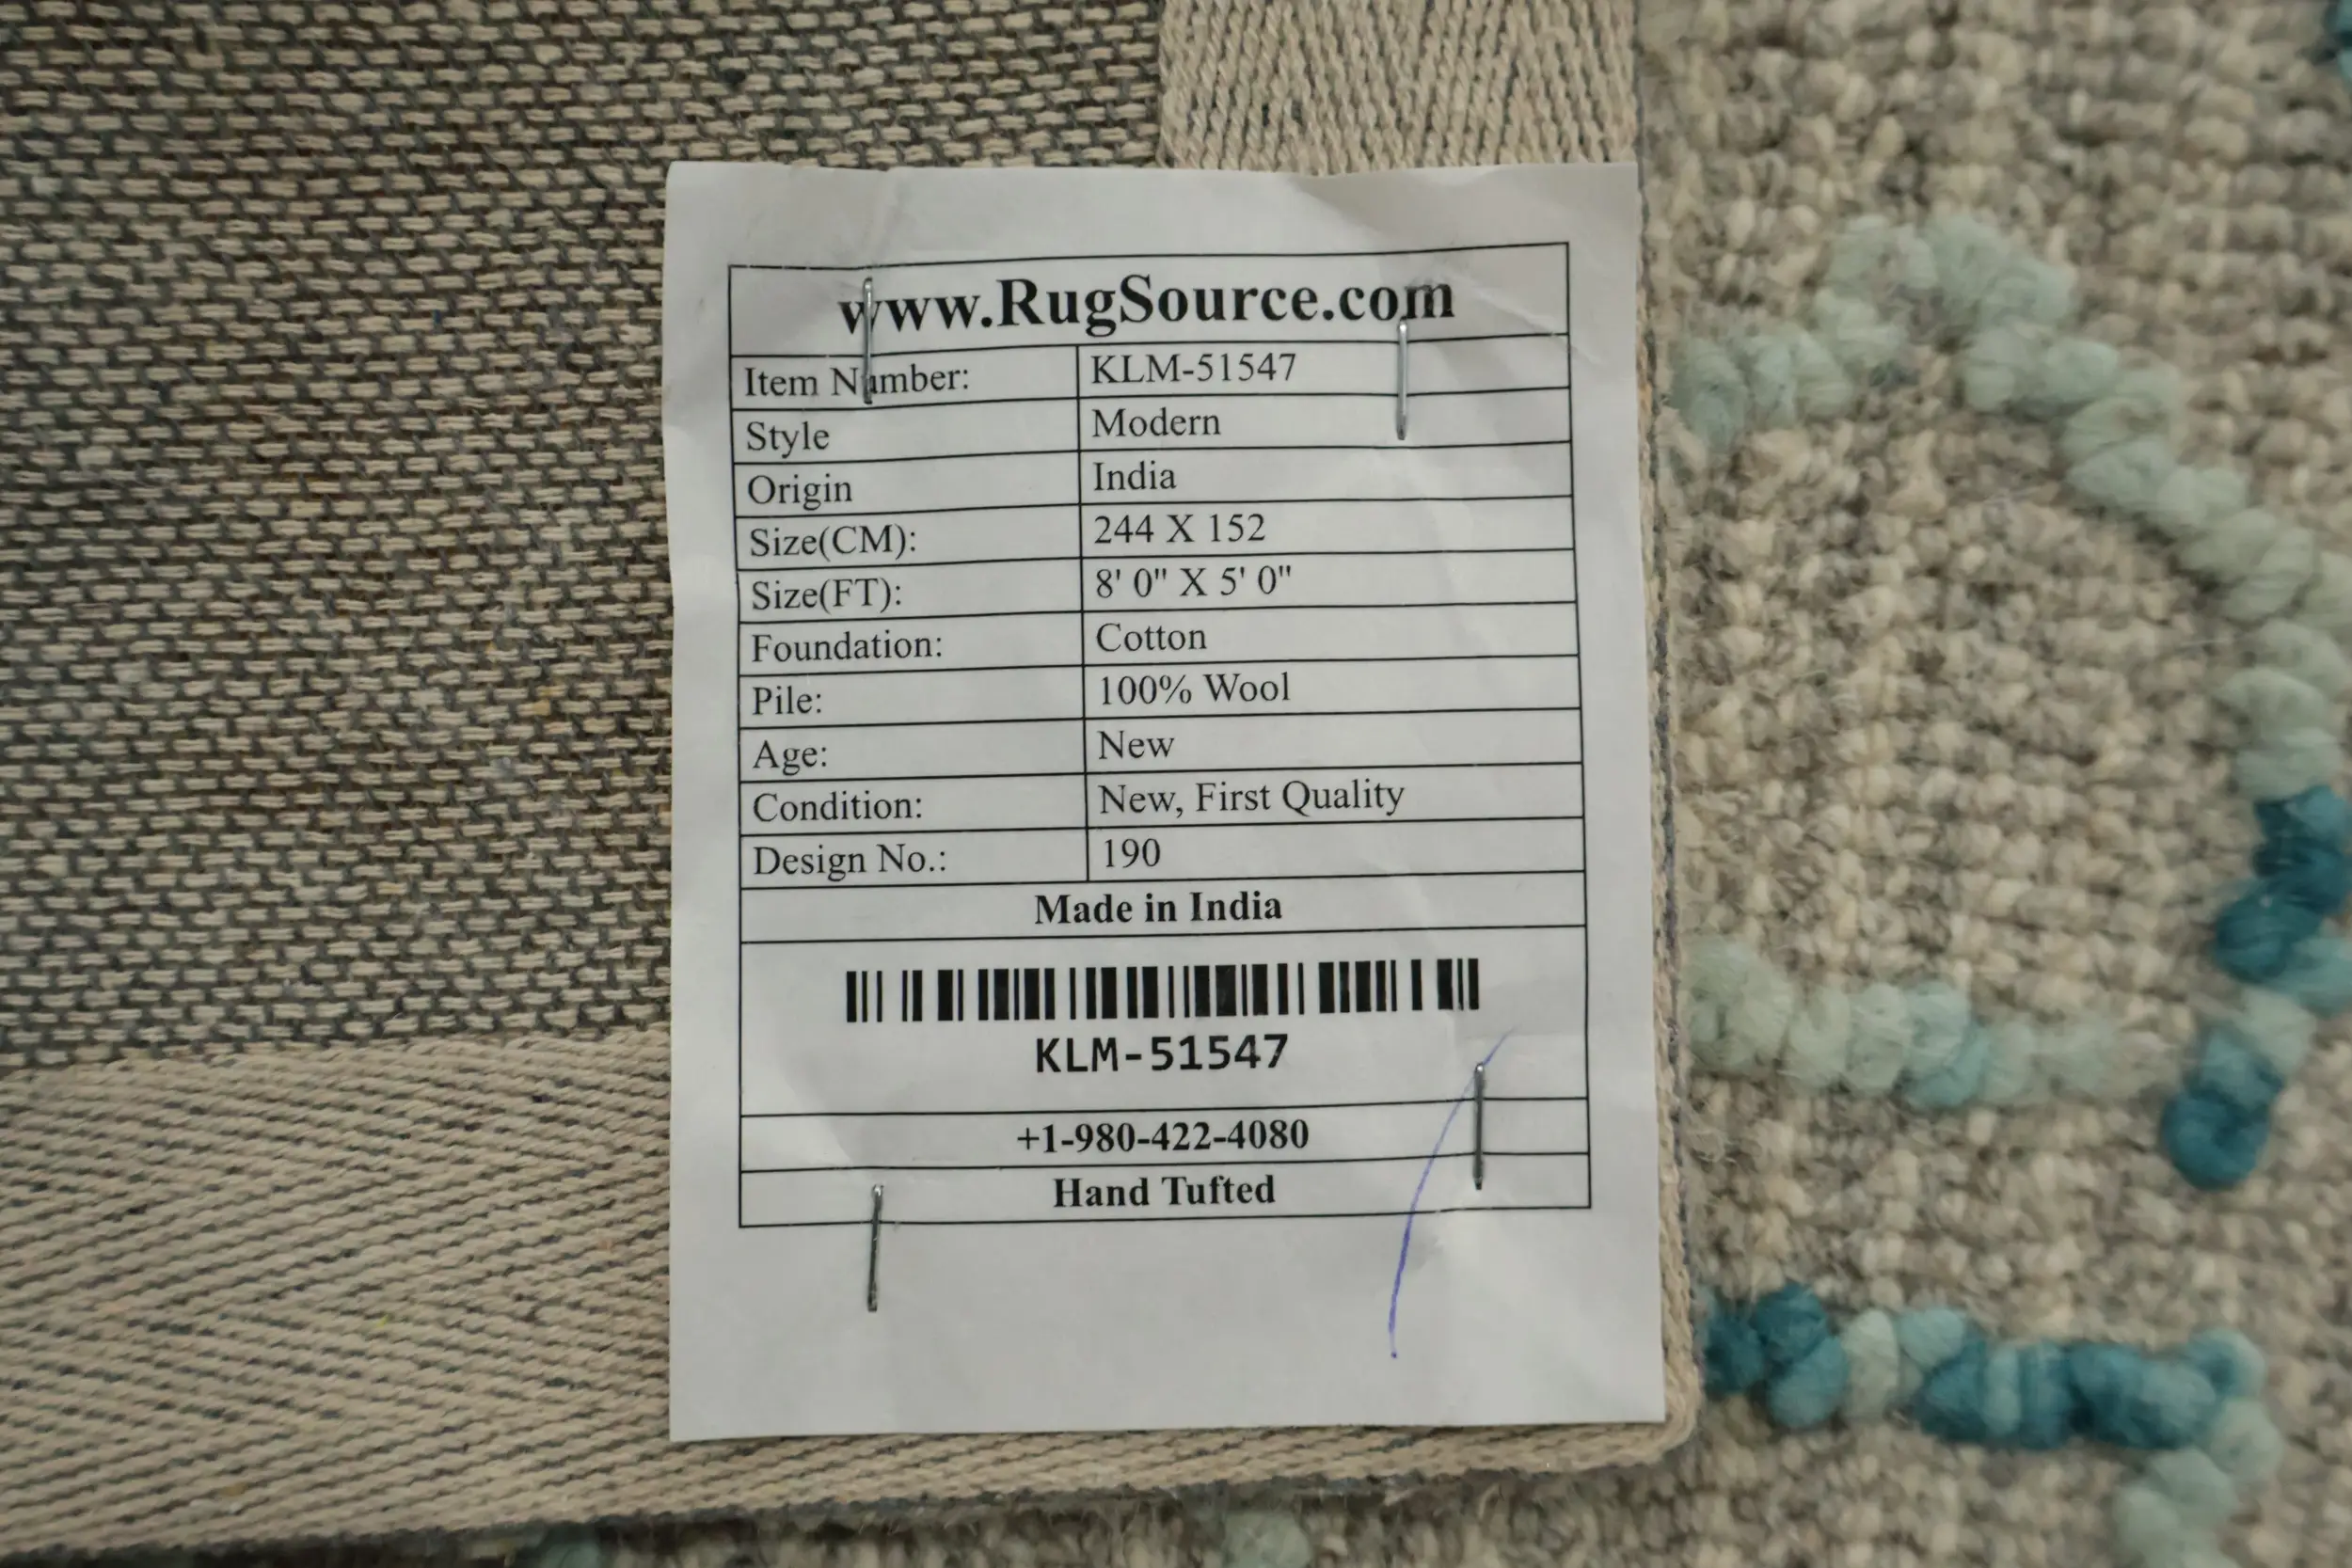 www.RugSource.com
Item Number: KLM-51547
Style Modern
Origin India
Size(CM): 244 X 152
Size(FT): 8' 0" X 5' 0"
Foundation: Cotton
Pile: 100% Wool
Age: New
Condition: New, First Quality
Design No.: 190
Made in India
KLM-51547
+1-980-422-4080
Hand Tufted